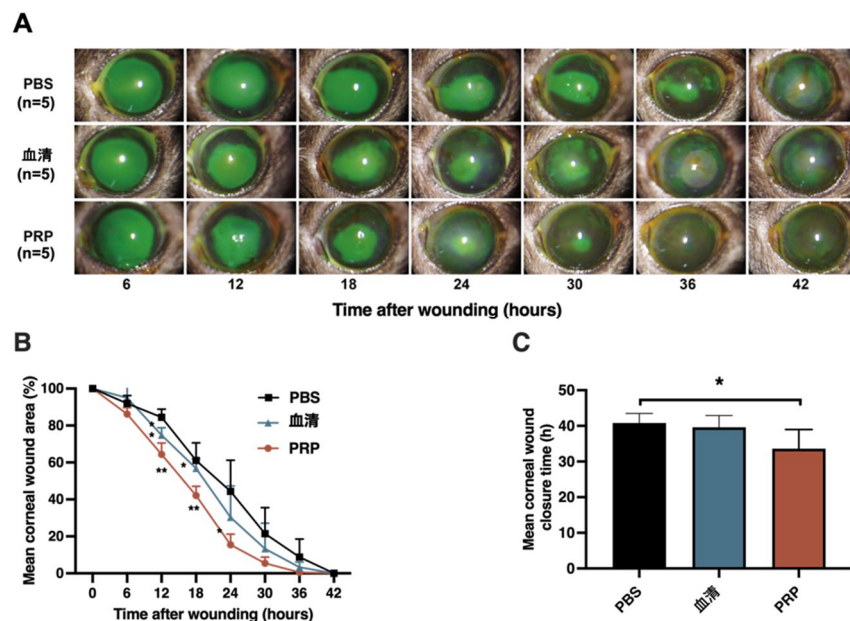 A
PBS
(n=5)
血清
(n=5)
PRP
(n=5)
6 12 18 24 30 36 42
Time after wounding (hours)
B
Mean corneal wound area (%)
100
80
60
40
20
0
PBS
血清
PRP
*
*
**
*
**
*
0 6 12 18 24 30 36 42
Time after wounding (hours)
C
Mean corneal wound
closure time (h)
50
40
30
20
10
0
*
PBS 血清 PRP